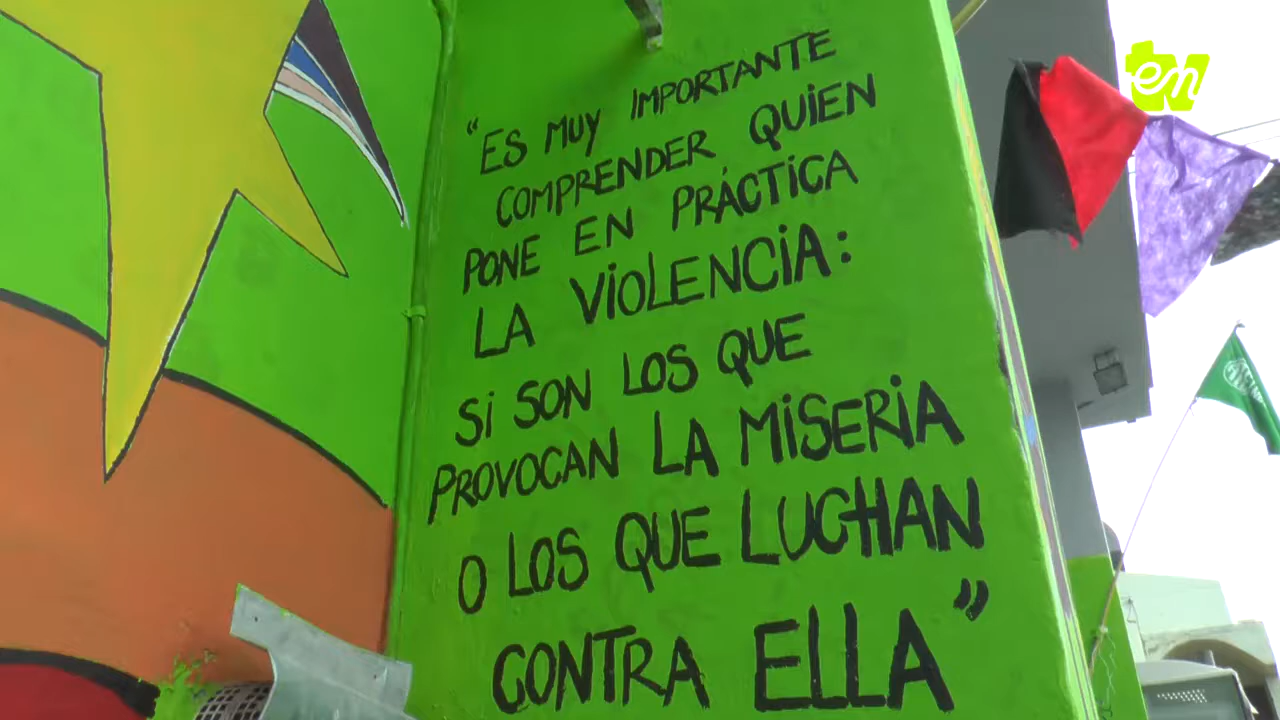 “ES MUY IMPORTANTE
COMPRENDER QUIEN
PONE EN PRÁCTICA
LA VIOLENCIA:
SI SON LOS QUE
PROVOCAN LA MISERIA
O LOS QUE LUCHAN
CONTRA ELLA”
en